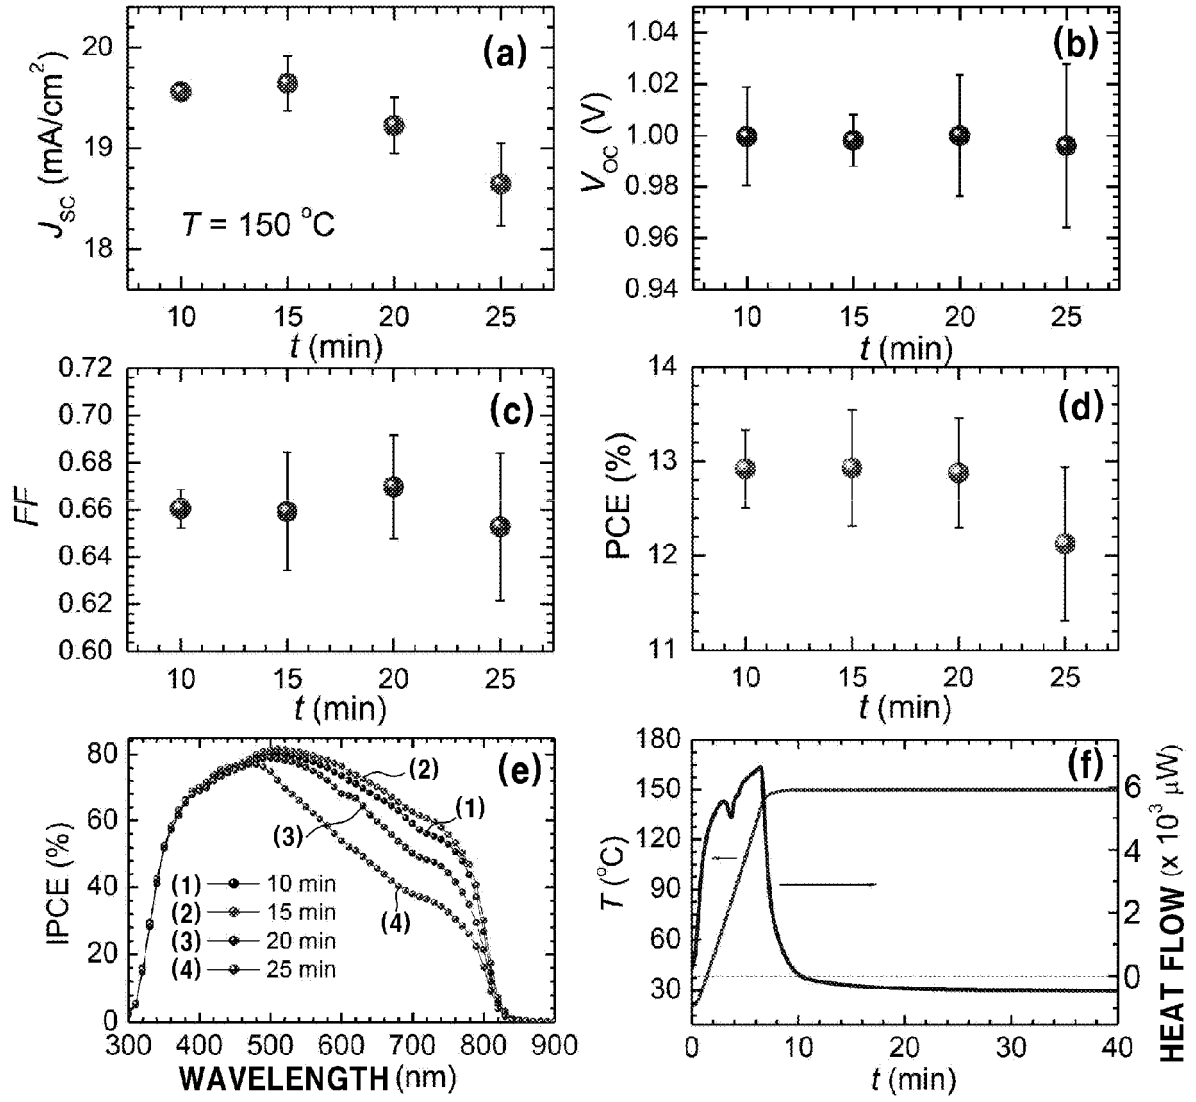 (a)
20
19
18
J_SC (mA/cm²)
T = 150 °C
10 15 20 25
t (min)
(b)
1.04
1.02
1.00
0.98
0.96
0.94
V_OC (V)
10 15 20 25
t (min)
(c)
0.72
0.70
0.68
0.66
0.64
0.62
0.60
FF
10 15 20 25
t (min)
(d)
14
13
12
11
PCE (%)
10 15 20 25
t (min)
(e)
80
60
40
20
0
IPCE (%)
(2)
(1)
(3)
(4)
(1) 10 min
(2) 15 min
(3) 20 min
(4) 25 min
300 400 500 600 700 800 900
WAVELENGTH (nm)
(f)
180
150
120
90
60
30
T (°C)
6
4
2
0
HEAT FLOW (x 10³ µW)
0 10 20 30 40
t (min)